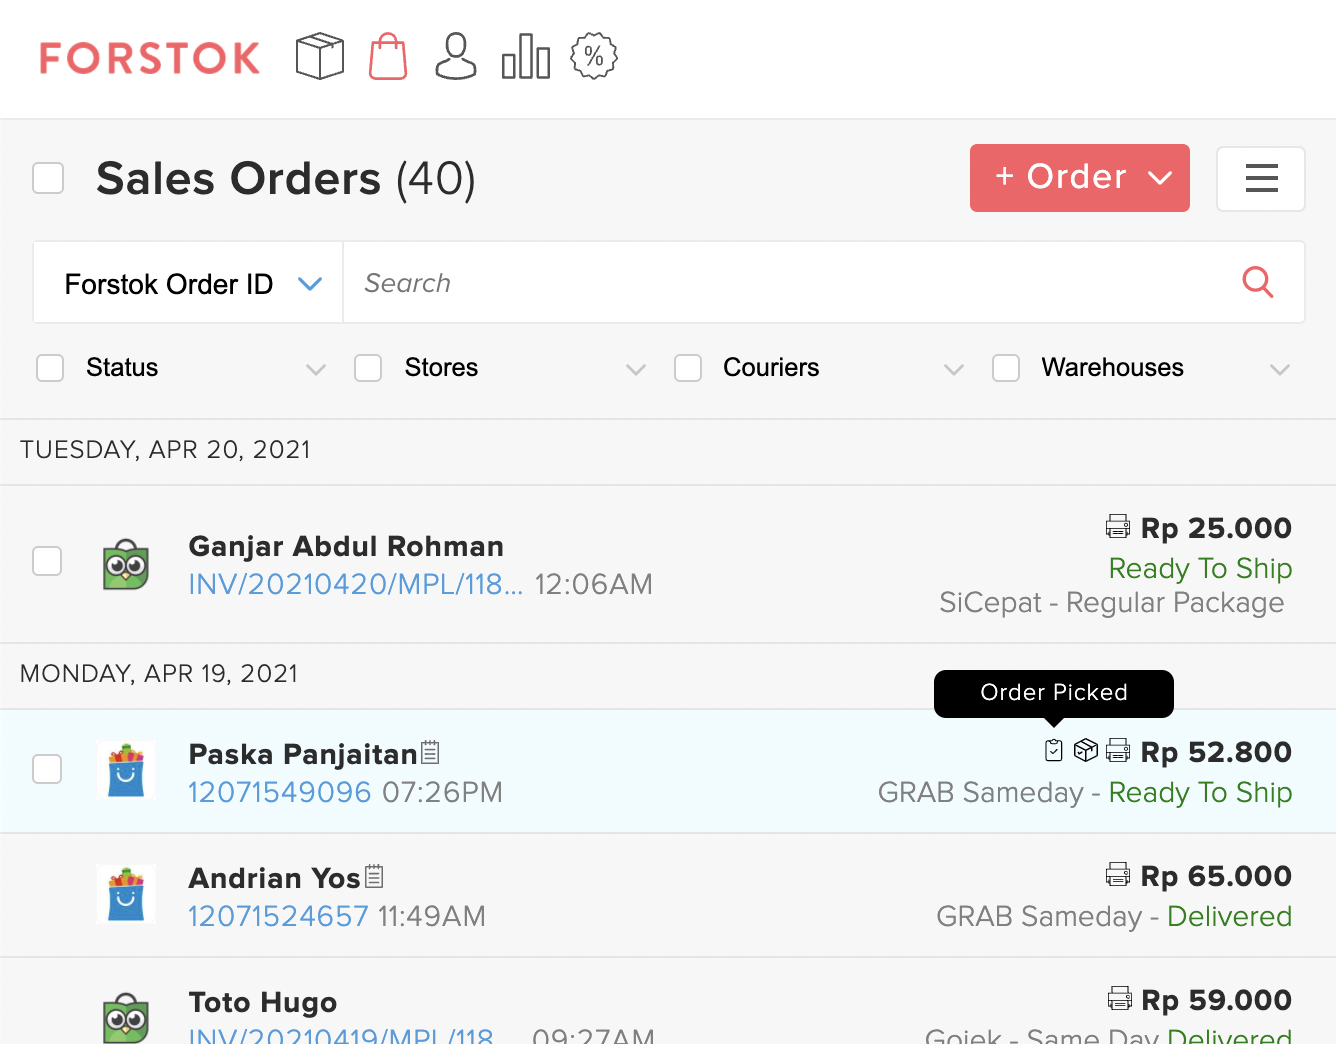 FORSTOK %
Sales Orders (40) + Order
Forstok Order ID Search
Status Stores Couriers Warehouses
TUESDAY, APR 20, 2021
Rp 25.000
Ganjar Abdul Rohman
Ready To Ship
INV/20210420/MPL/118... 12:06AM
SiCepat - Regular Package
MONDAY, APR 19, 2021
Order Picked
Paska Panjaitan Rp 52.800
12071549096 07:26PM GRAB Sameday - Ready To Ship
Andrian Yos Rp 65.000
12071524657 11:49AM GRAB Sameday - Delivered
Toto Hugo Rp 59.000
INV/20210419/MPL/118... 09:27AM Gojek - Same Day Delivered